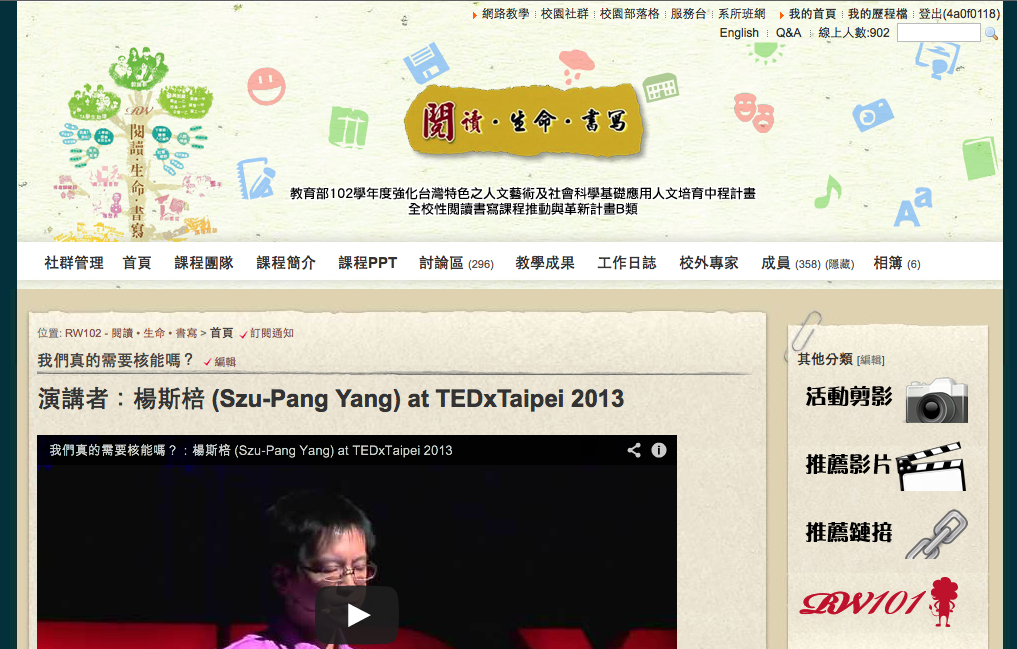 網路教學 校園社群 校園部落格 服務台 系所班網 我的首頁 我的歷程檔 登出(4a0f0118)
English Q&A 線上人數:902
RW
閱讀・生命・書寫
閱讀・生命・書寫
教育部102學年度強化台灣特色之人文藝術及社會科學基礎應用人文培育中程計畫
全校性閱讀書寫課程推動與革新計畫B類
社群管理 首頁 課程團隊 課程簡介 課程PPT 討論區 (296) 教學成果 工作日誌 校外專家 成員 (358) (隱藏) 相簿 (6)
位置: RW102 - 閱讀・生命・書寫 > 首頁 訂閱通知
我們真的需要核能嗎？ 編輯
演講者：楊斯棓 (Szu-Pang Yang) at TEDxTaipei 2013
我們真的需要核能嗎？：楊斯棓 (Szu-Pang Yang) at TEDxTaipei 2013
其他分類 [編輯]
活動剪影
推薦影片
推薦鏈接
RW101